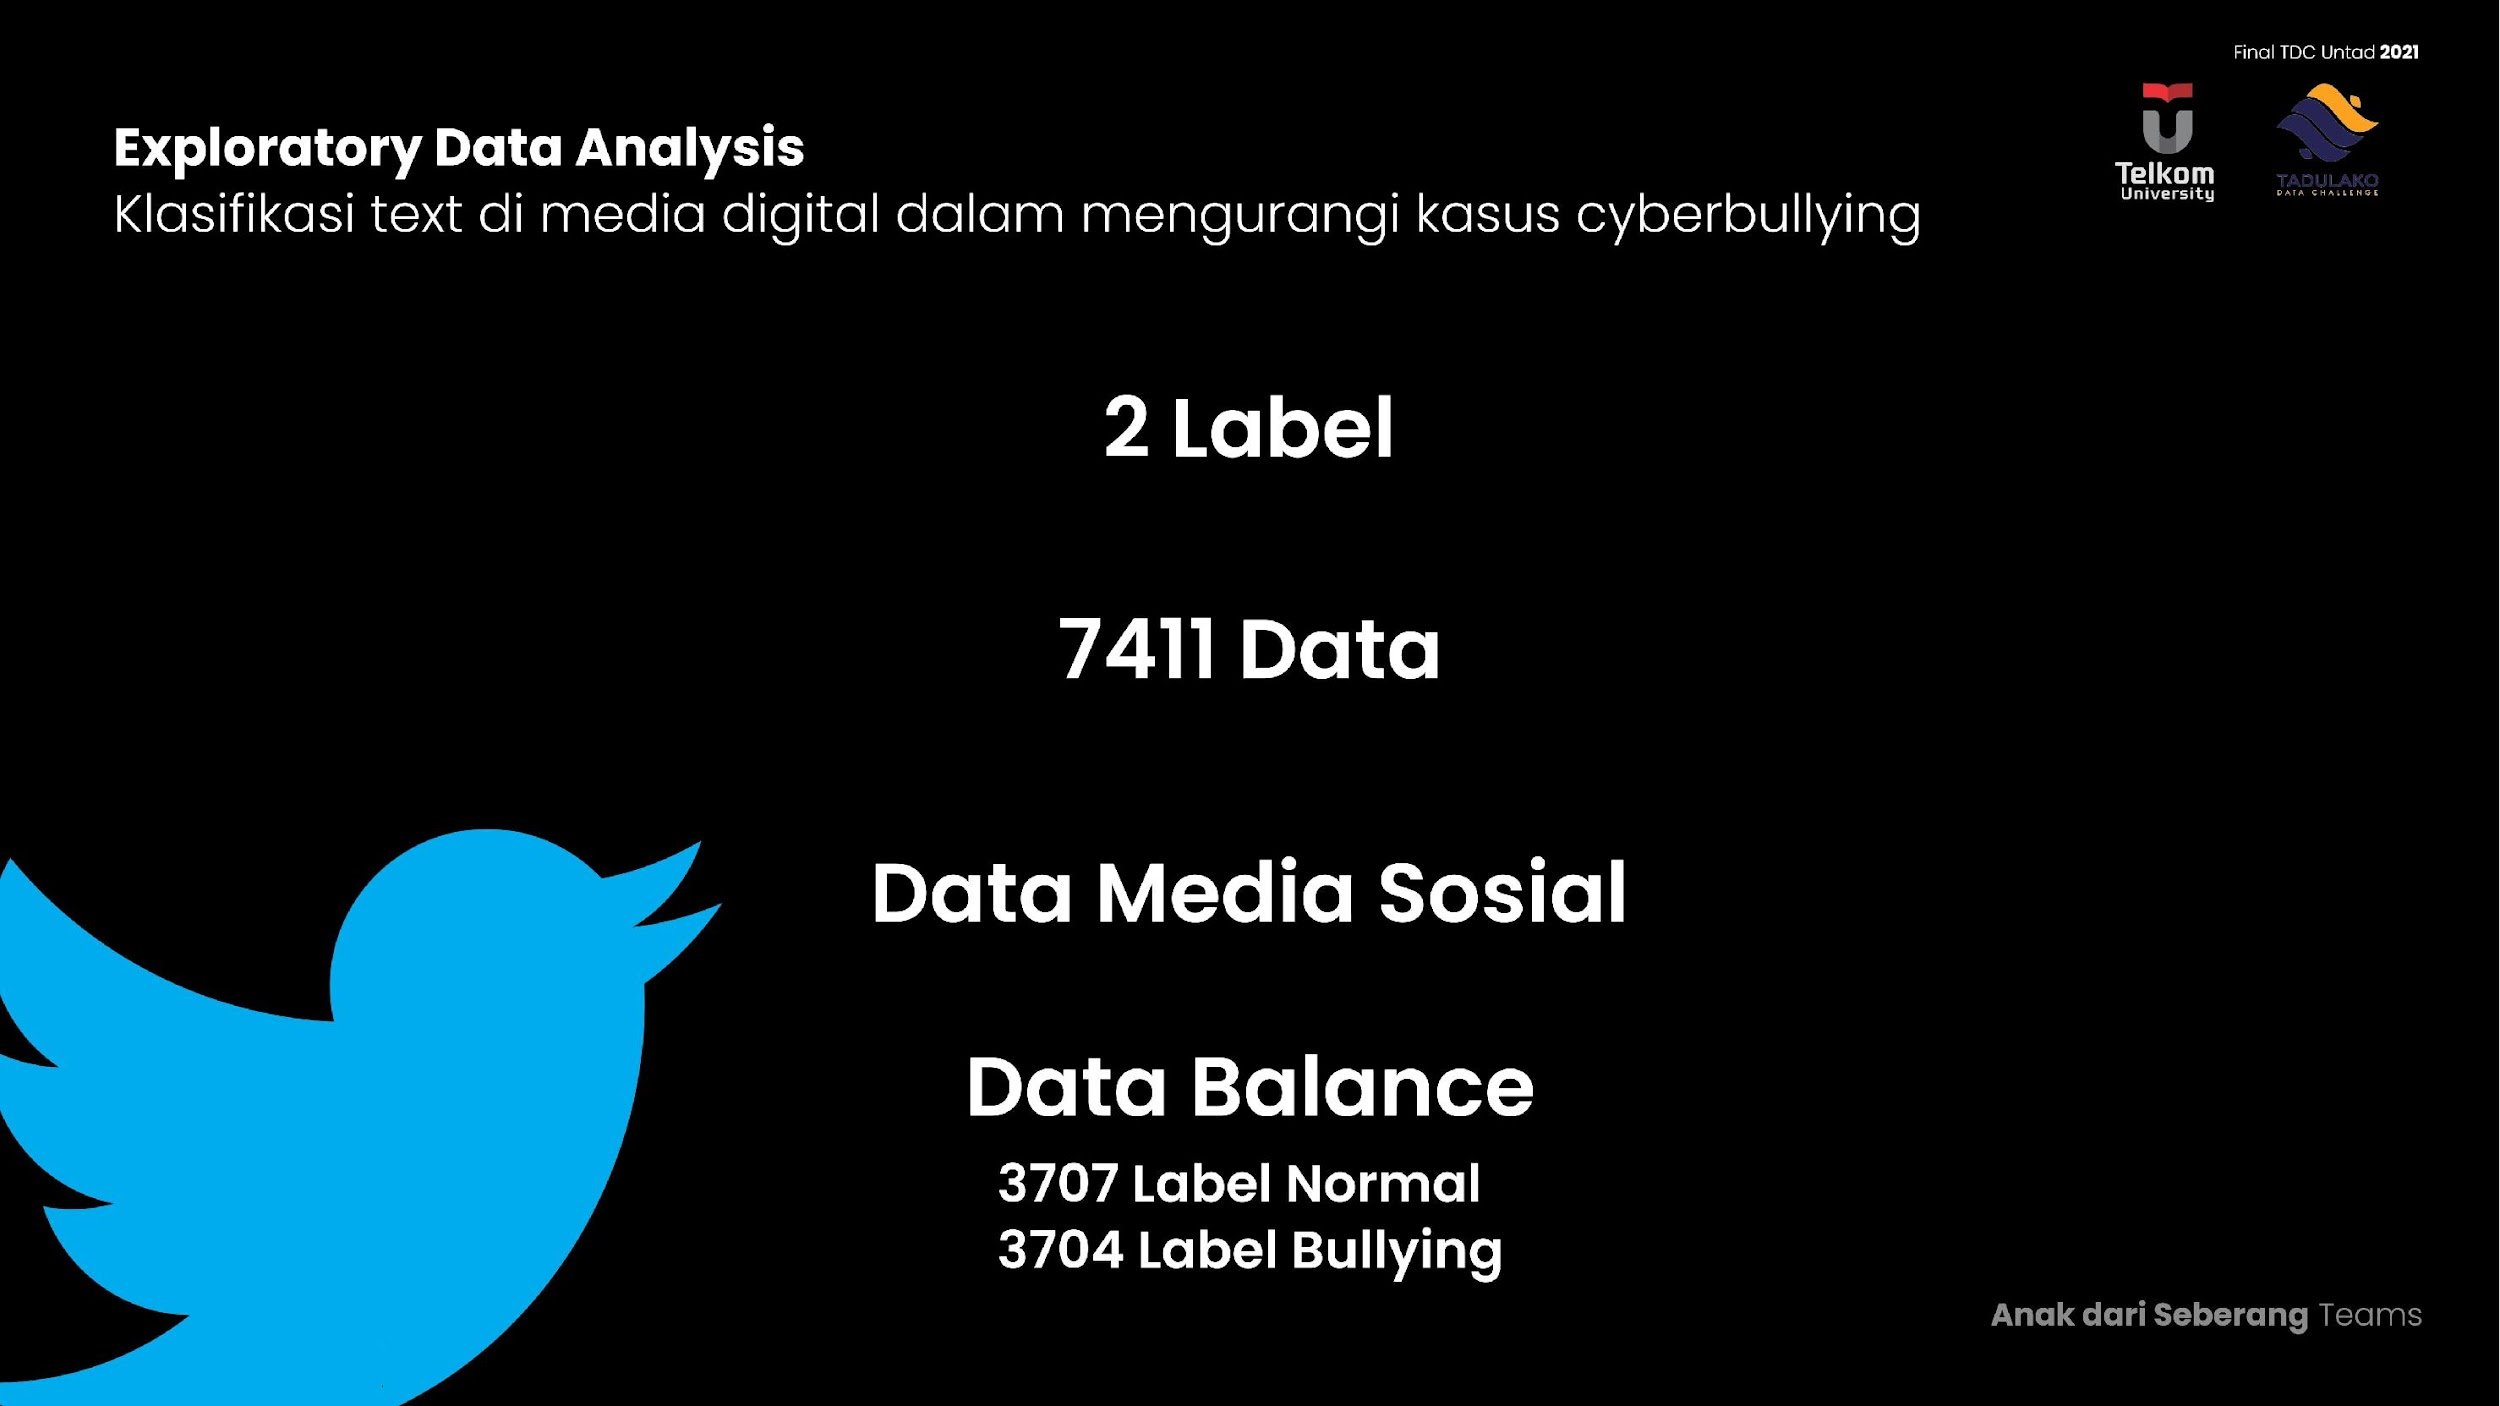 Final TDC Untad 2021
Telkom
University
TADULAKO
DATA CHALLENGE
Exploratory Data Analysis
Klasifikasi text di media digital dalam mengurangi kasus cyberbullying
2 Label
7411 Data
Data Media Sosial
Data Balance
3707 Label Normal
3704 Label Bullying
Anak dari Seberang Teams